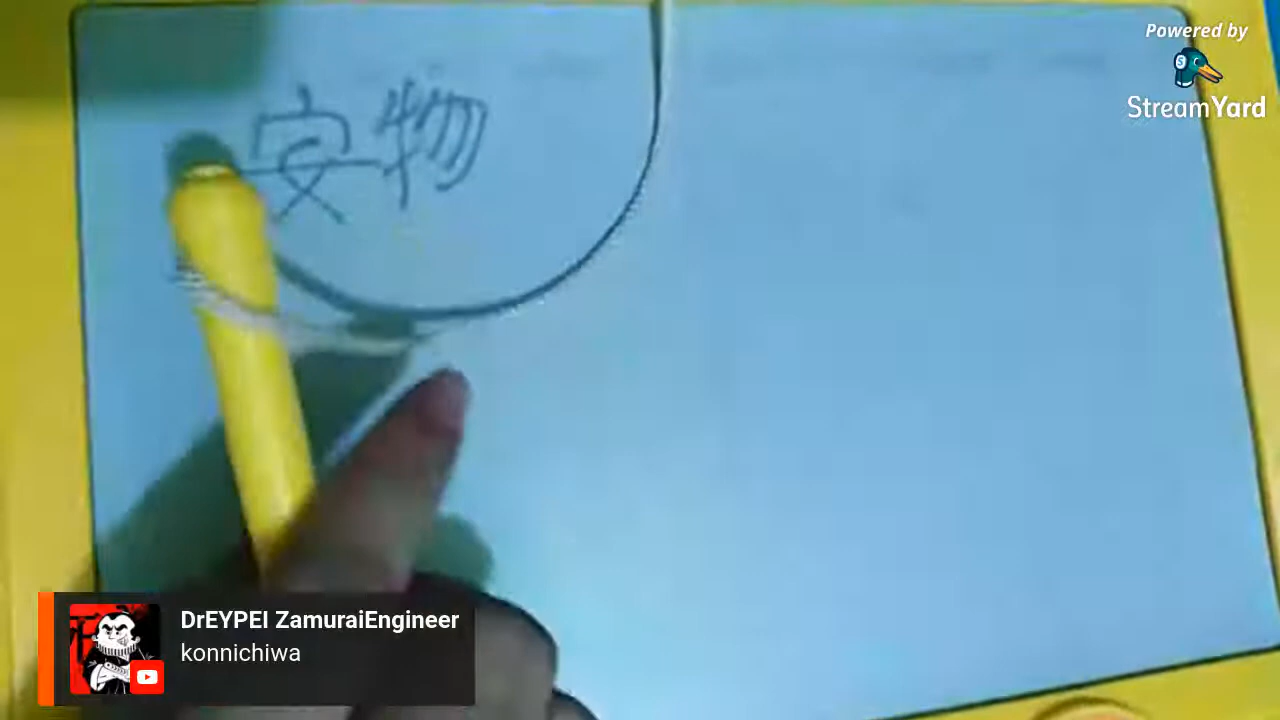 Powered by
StreamYard
安物
DrEYPEI ZamuraiEngineer
konnichiwa